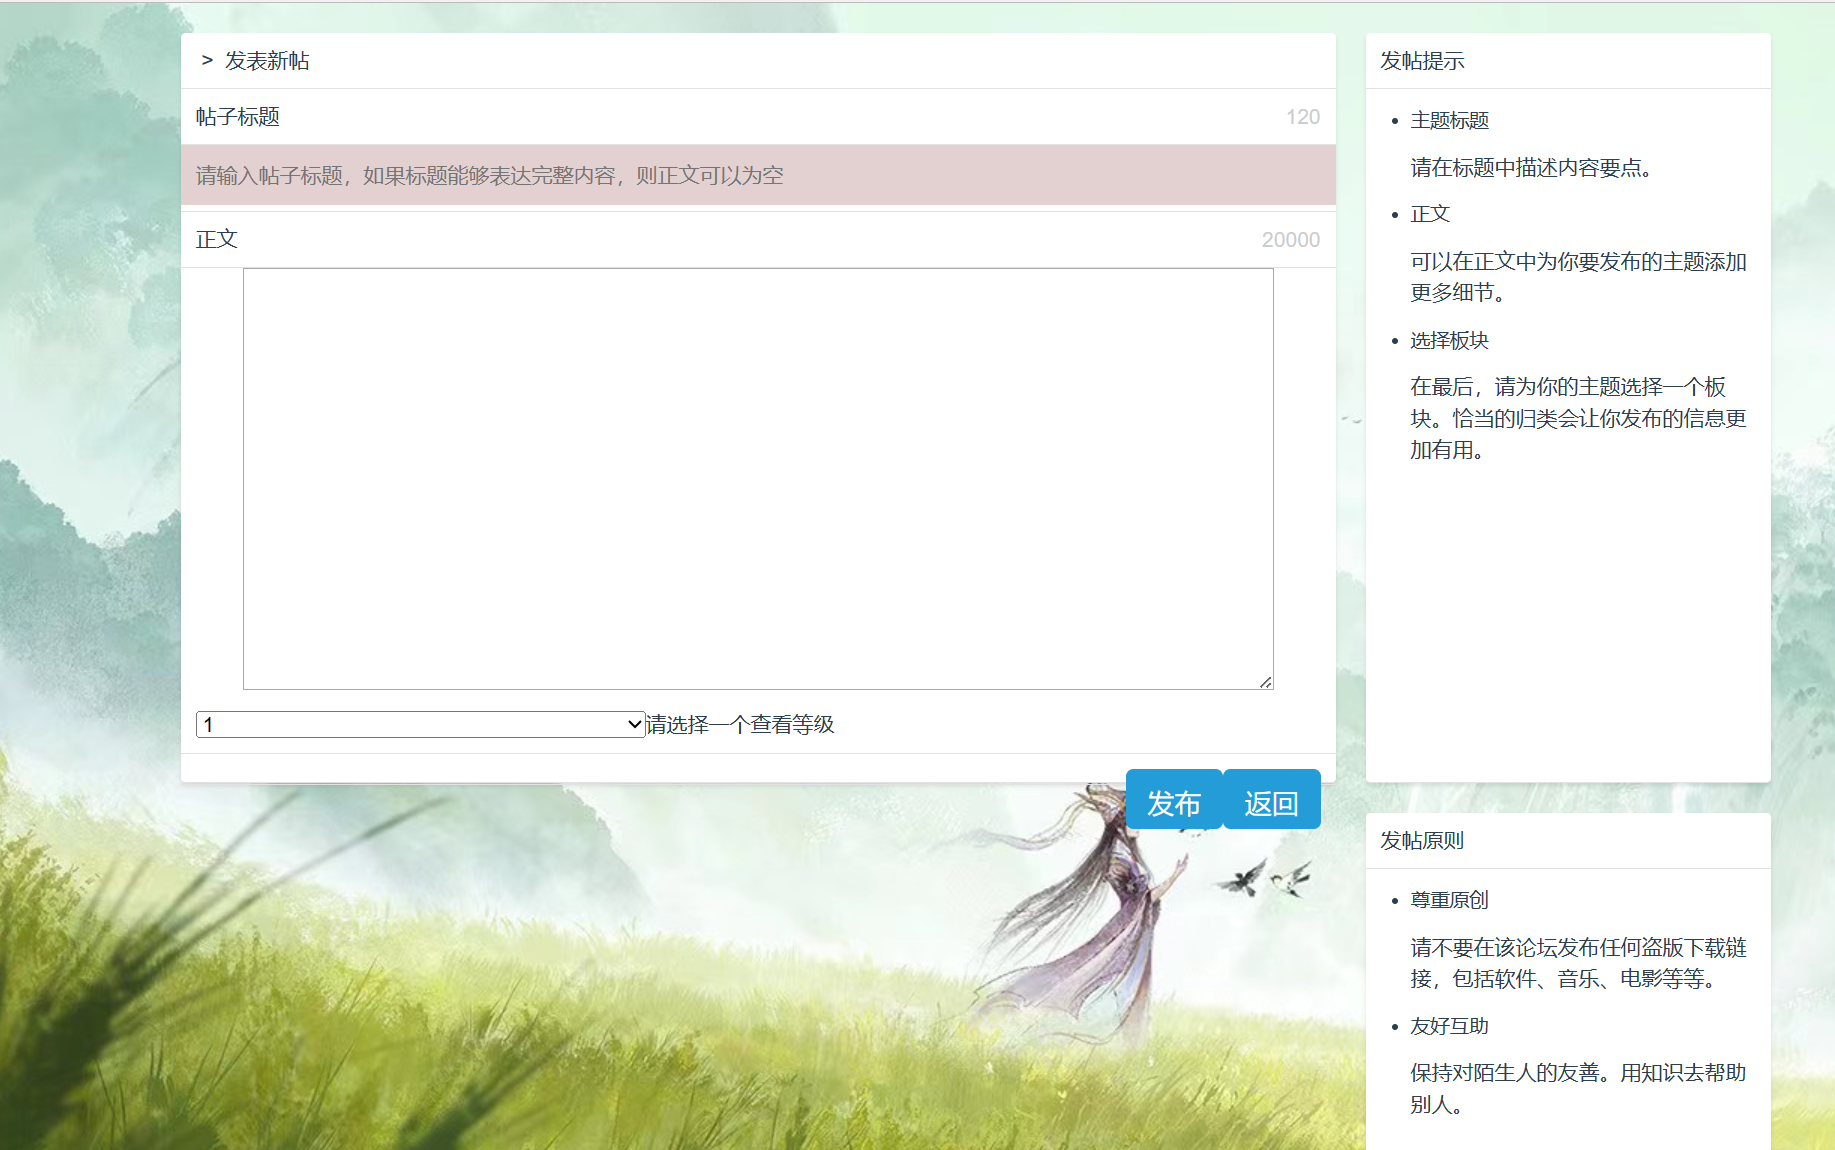 > 发表新帖
帖子标题
120
请输入帖子标题，如果标题能够表达完整内容，则正文可以为空
正文
20000
1
请选择一个查看等级
发布
返回
发帖提示
• 主题标题
请在标题中描述内容要点。
• 正文
可以在正文中为你要发布的主题添加
更多细节。
• 选择板块
在最后，请为你的主题选择一个板
块。恰当的归类会让你发布的信息更
加有用。
发帖原则
• 尊重原创
请不要在该论坛发布任何盗版下载链
接，包括软件、音乐、电影等等。
• 友好互助
保持对陌生人的友善。用知识去帮助
别人。